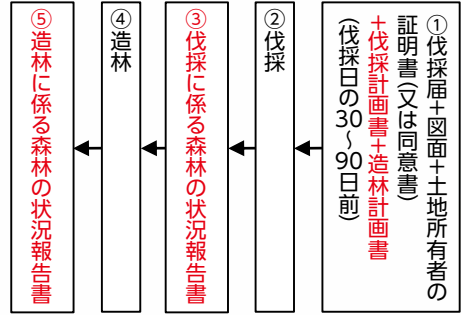 ①伐採届+図面+土地所有者の
証明書(又は同意書)
+伐採計画書+造林計画書
(伐採日の30～90日前)
②伐採
③伐採に係る森林の状況報告書
④造林
⑤造林に係る森林の状況報告書